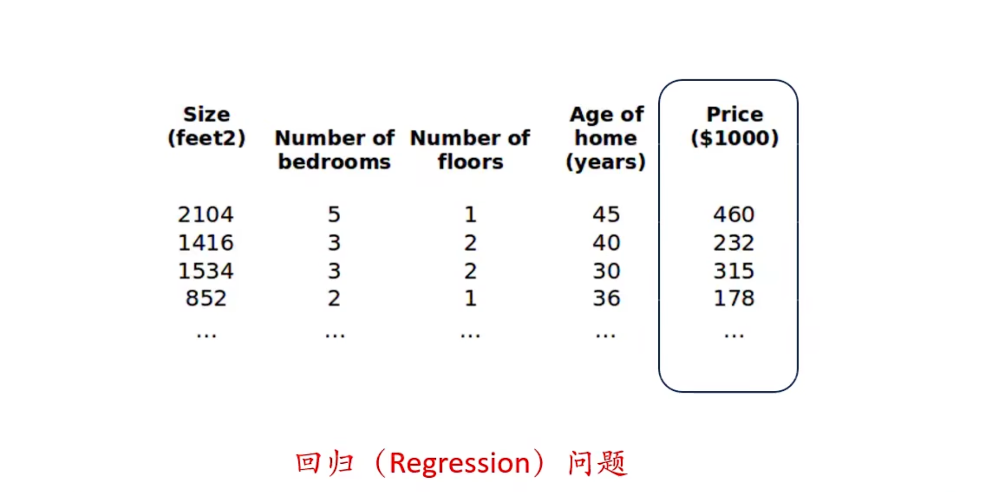 Size (feet2) Number of bedrooms Number of floors Age of home (years) Price ($1000)
2104 5 1 45 460
1416 3 2 40 232
1534 3 2 30 315
852 2 1 36 178
... ... ... ... ...
回归（Regression）问题